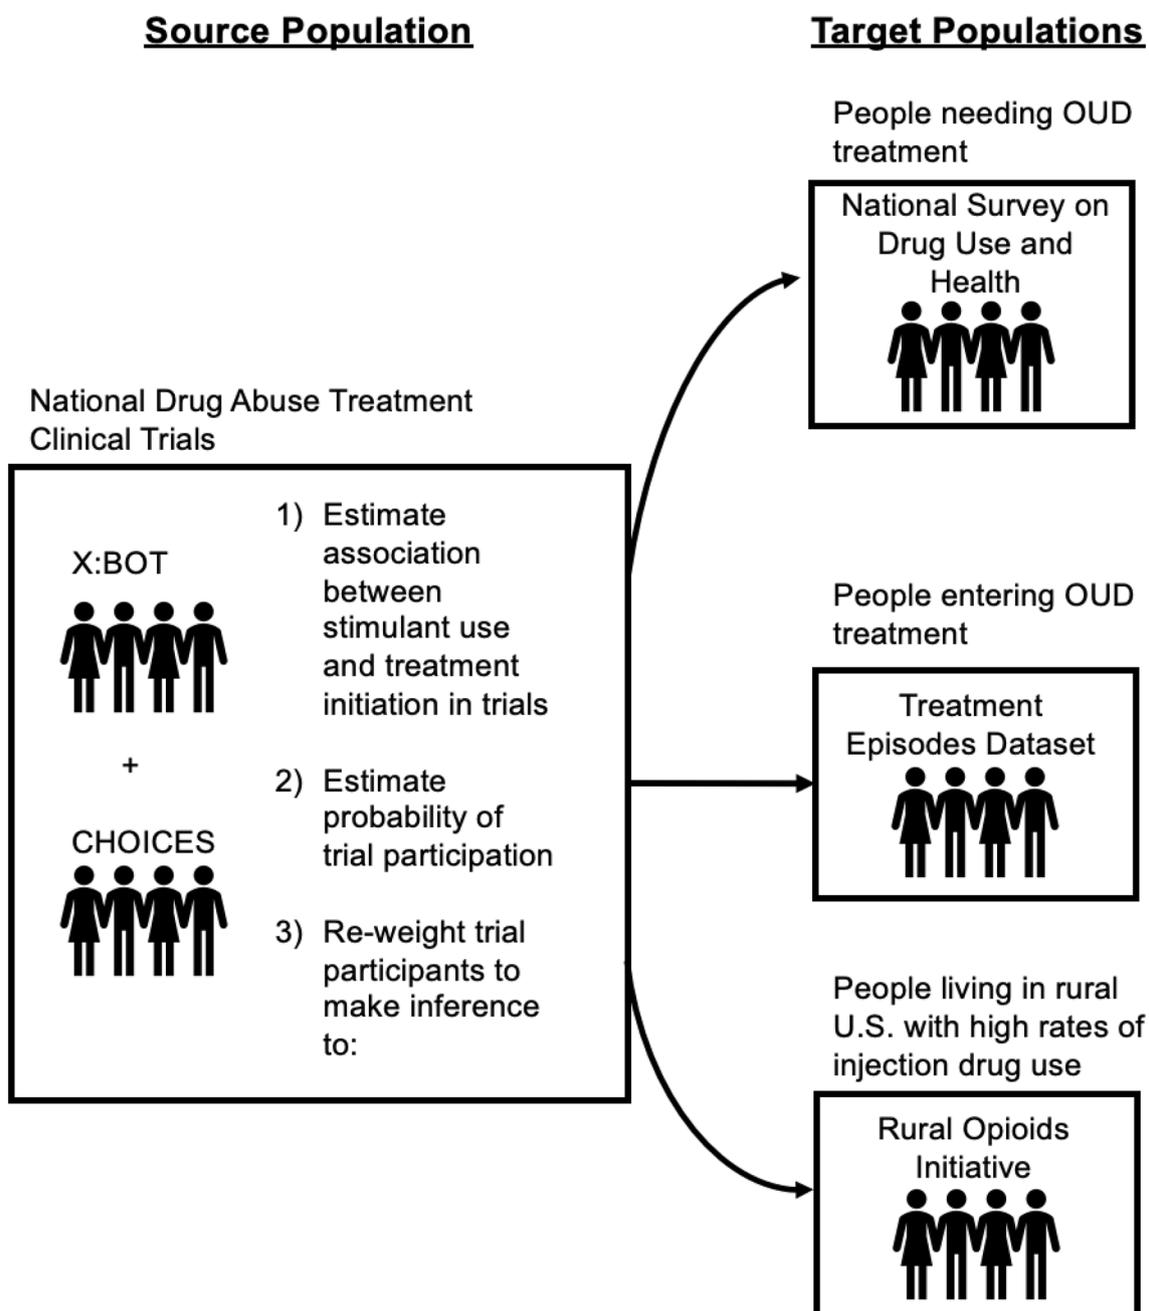 Source Population
Target Populations
People needing OUD
treatment
National Survey on
Drug Use and
Health
National Drug Abuse Treatment
Clinical Trials
X:BOT
+
CHOICES
1) Estimate
association
between
stimulant use
and treatment
initiation in trials
2) Estimate
probability of
trial participation
3) Re-weight trial
participants to
make inference
to:
People entering OUD
treatment
Treatment
Episodes Dataset
People living in rural
U.S. with high rates of
injection drug use
Rural Opioids
Initiative